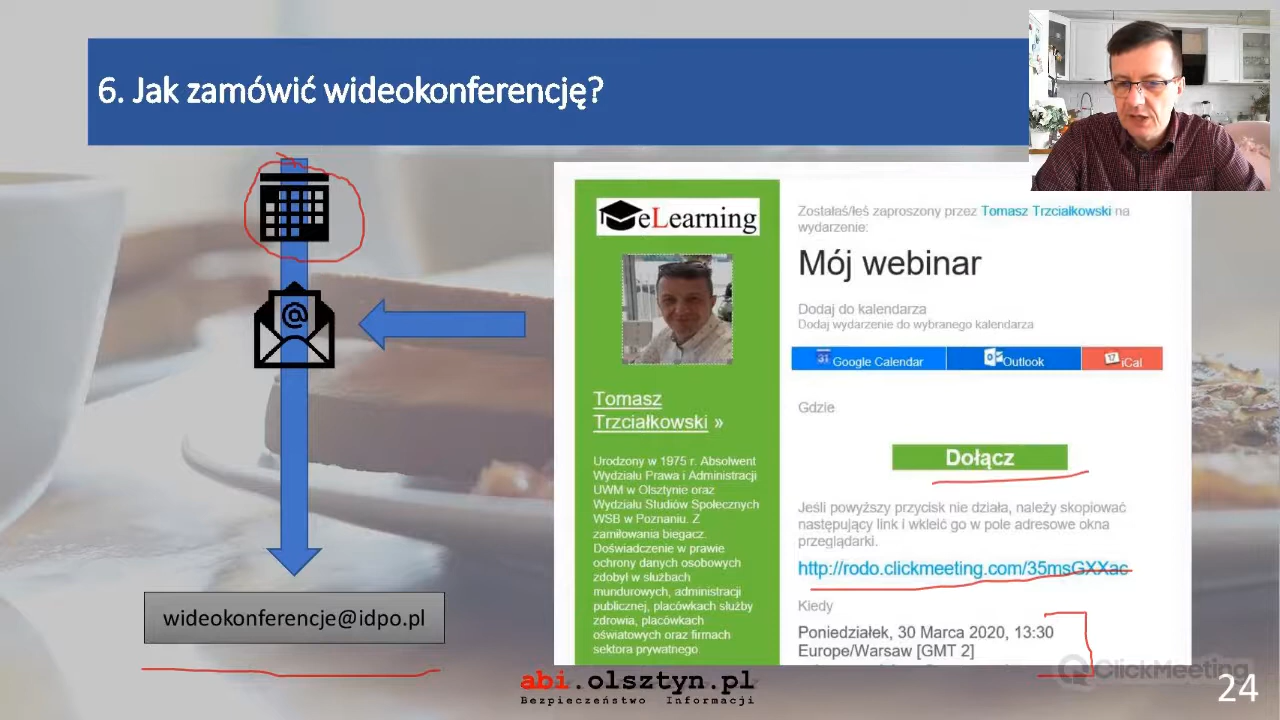 6. Jak zamówić wideokonferencję?
eLearning
Zostałaś/łeś zaproszony przez Tomasz Trzciałkowski na
wydarzenie:
Mój webinar
Dodaj do kalendarza
Dodaj wydarzenie do wybranego kalendarza
31 Google Calendar
Outlook
17 iCal
Gdzie
Dołącz
Jeśli powyższy przycisk nie działa, należy skopiować
następujący link i wkleić go w pole adresowe okna
przeglądarki.
http://rodo.clickmeeting.com/35msGXXac
Kiedy
Poniedziałek, 30 Marca 2020, 13:30
Europe/Warsaw [GMT 2]
Tomasz
Trzciałkowski »
Urodzony w 1975 r. Absolwent
Wydziału Prawa i Administracji
UWM w Olsztynie oraz
Wydziału Studiów Społecznych
WSB w Poznaniu. Z
zamiłowania biegacz.
Doświadczenie w prawie
ochrony danych osobowych
zdobył w służbach
mundurowych, administracji
publicznej, placówkach służby
zdrowia, placówkach
oświatowych oraz firmach
sektora prywatnego
@
wideokonferencje@idpo.pl
abi.olsztyn.pl
Bezpieczeństwo Informacji
ClickMeeting
24